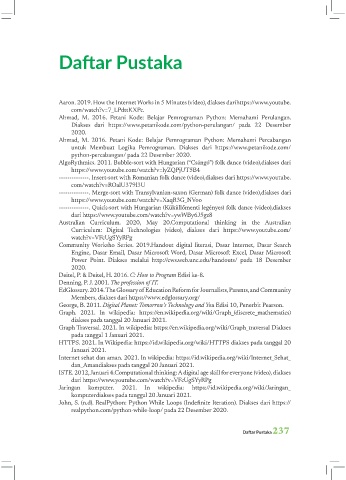 Daftar Pustaka
Aaron. 2019. How the Internet Works in 5 Minutes (video), diakses dari https://www.youtube.
com/watch?v=7_LPdttKXPc.
Ahmad, M. 2016. Petani Kode: Belajar Pemrograman Python: Memahami Perulangan.
Diakses dari https://www.petanikode.com/python-perulangan/ pada 22 Desember
2020.
Ahmad, M. 2016. Petani Kode: Belajar Pemrograman Python: Memahami Percabangan
untuk Membuat Logika Pemrograman. Diakses dari https://www.petanikode.com/
python-percabangan/ pada 22 Desember 2020.
AlgoRythmics. 2011. Bubble-sort with Hungarian ("Csángó") folk dance (video),diakses dari
https://www.youtube.com/watch?v=lyZQPjUT5B4
-------------. Insert-sort with Romanian folk dance (video),diakses dari https://www.youtube.
com/watch?v=ROalU379l3U
-------------. Merge-sort with Transylvanian-saxon (German) folk dance (video),diakses dari
https://www.youtube.com/watch?v=XaqR3G_NVoo
-------------. Quick-sort with Hungarian (Küküllőmenti legényes) folk dance (video),diakses
dari https://www.youtube.com/watch?v=ywWBy6J5gz8
Australian Curriculum. 2020, May 20.Computational thinking in the Australian
Curriculum: Digital Technologies (video), diakses dari https://www.youtube.com/
watch?v=VFcUgSYyRPg
Community Worksho Series. 2019.Handout digital literasi, Dasar Internet, Dasar Search
Engine, Dasar Email, Dasar Microsoft Word, Dasar Microsoft Excel, Dasar Microsoft
Power Point. Diakses melalui http://cws.web.unc.edu/handouts/ pada 18 Desember
2020.
Deitel, P. & Deitel, H. 2016. C: How to Program Edisi ke-8.
Denning, P. J. 2001. The profession of IT.
EdGlossary. 2014. The Glossary of Education Reform for Journalists, Parents, and Community
Members, diakses dari https://www.edglossary.org/
George, B. 2011. Digital Planet: Tomorrow's Technology and You Edisi 10, Penerbit Pearson.
Graph. 2021. In wikipedia: https://en.wikipedia.org/wiki/Graph_(discrete_mathematics)
diakses pada tanggal 20 Januari 2021.
Graph Traversal. 2021. In wikipedia: https://en.wikipedia.org/wiki/Graph_traversal Diakses
pada tanggal 1 Januari 2021.
HTTPS. 2021. In Wikipedia: https://id.wikipedia.org/wiki/HTTPS diakses pada tanggal 20
Januari 2021.
Internet sehat dan aman. 2021. In wikipedia: https://id.wikipedia.org/wiki/Internet_Sehat_
dan_Amandiakses pada tanggal 20 Januari 2021.
ISTE. 2012, Januari 4.Computational thinking: A digital age skill for everyone (video), diakses
dari https://www.youtube.com/watch?v=VFcUgSYyRPg
Jaringan komputer. 2021. In wikipedia: https://id.wikipedia.org/wiki/Jaringan_
komputerdiakses pada tanggal 20 Januari 2021.
John, S. (n.d). RealPython: Python While Loops (Indefinite Iteration). Diakses dari https://
realpython.com/python-while-loop/ pada 22 Desember 2020.
Daftar Pustaka 237